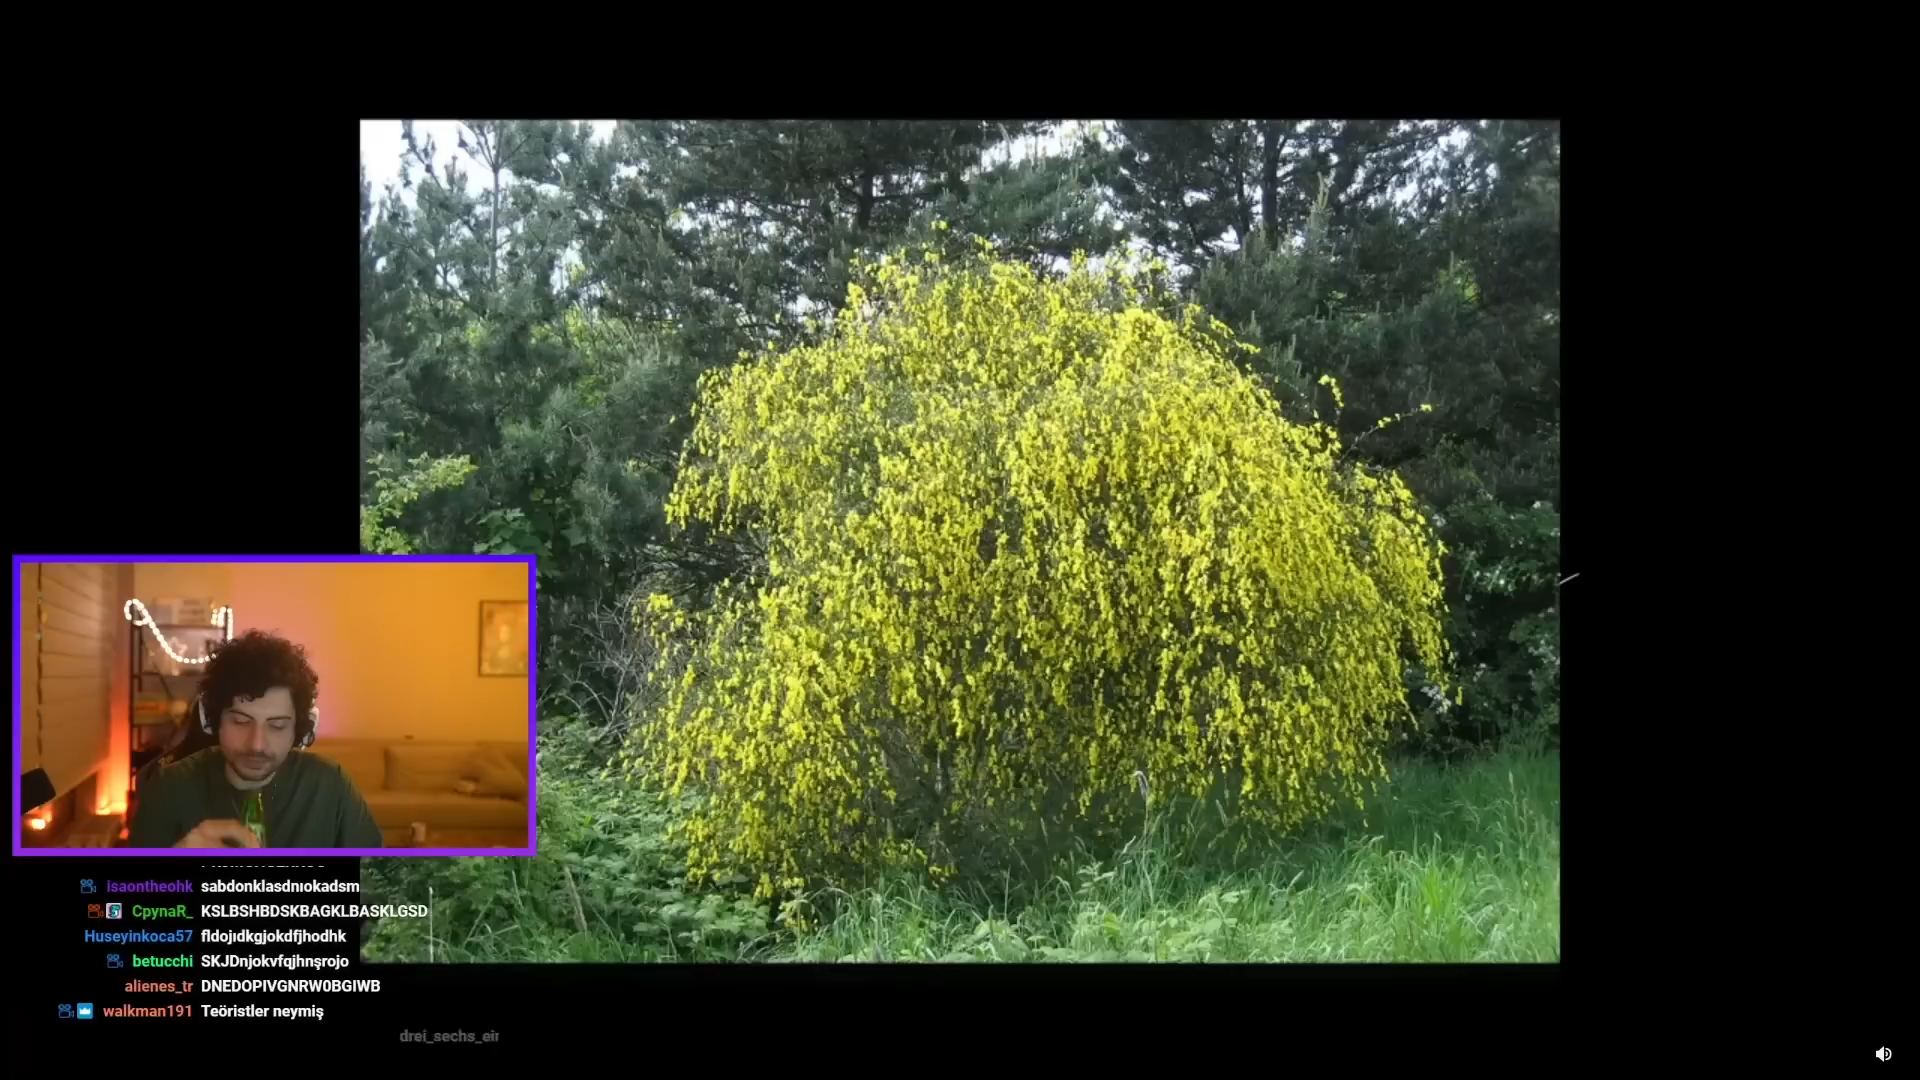 isaontheohk sabdonklasdnıokadsm
CpynaR_ KSLBSHBDSKBAGKLBASKLGSD
Huseyinkoca57 fldojıdkgjokdfjhodhk
betucchi SKJDnjokvfqjhnşrojo
alienes_tr DNEDOPIVGNRW0BGIWB
walkman191 Teöristler neymiş